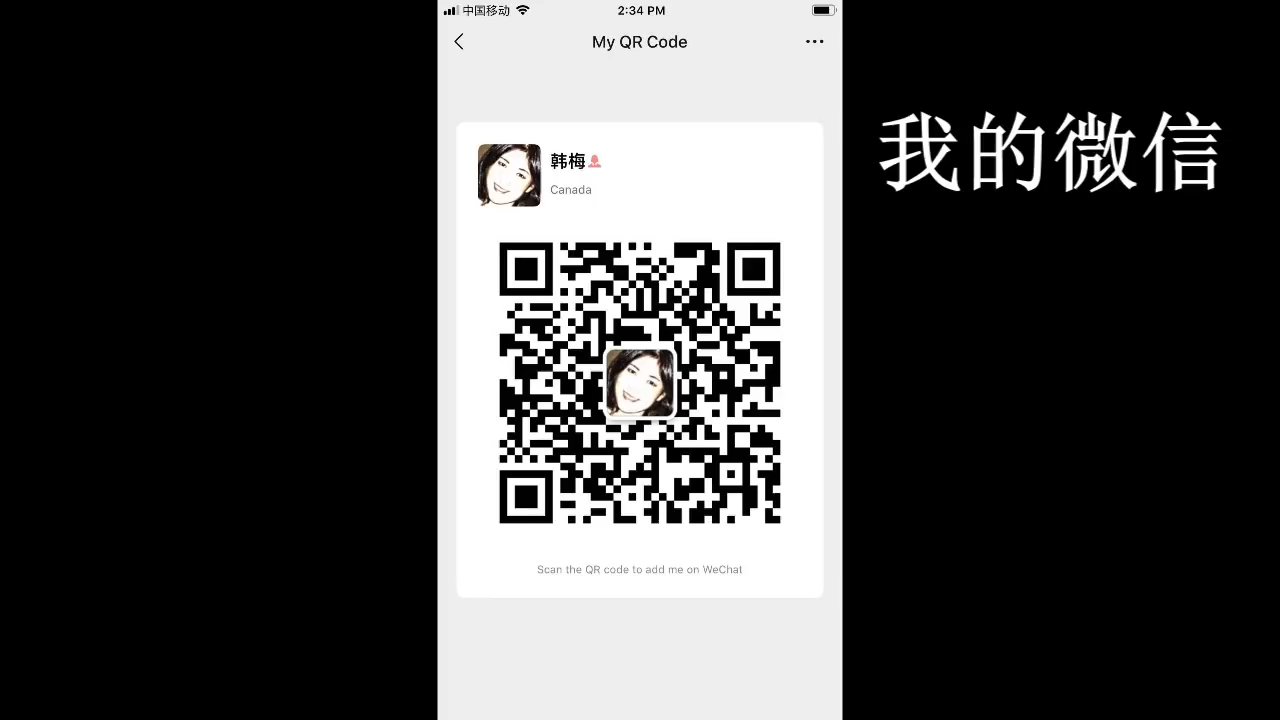 中国移动 2:34 PM
My QR Code
我的微信
韩梅
Canada
Scan the QR code to add me on WeChat